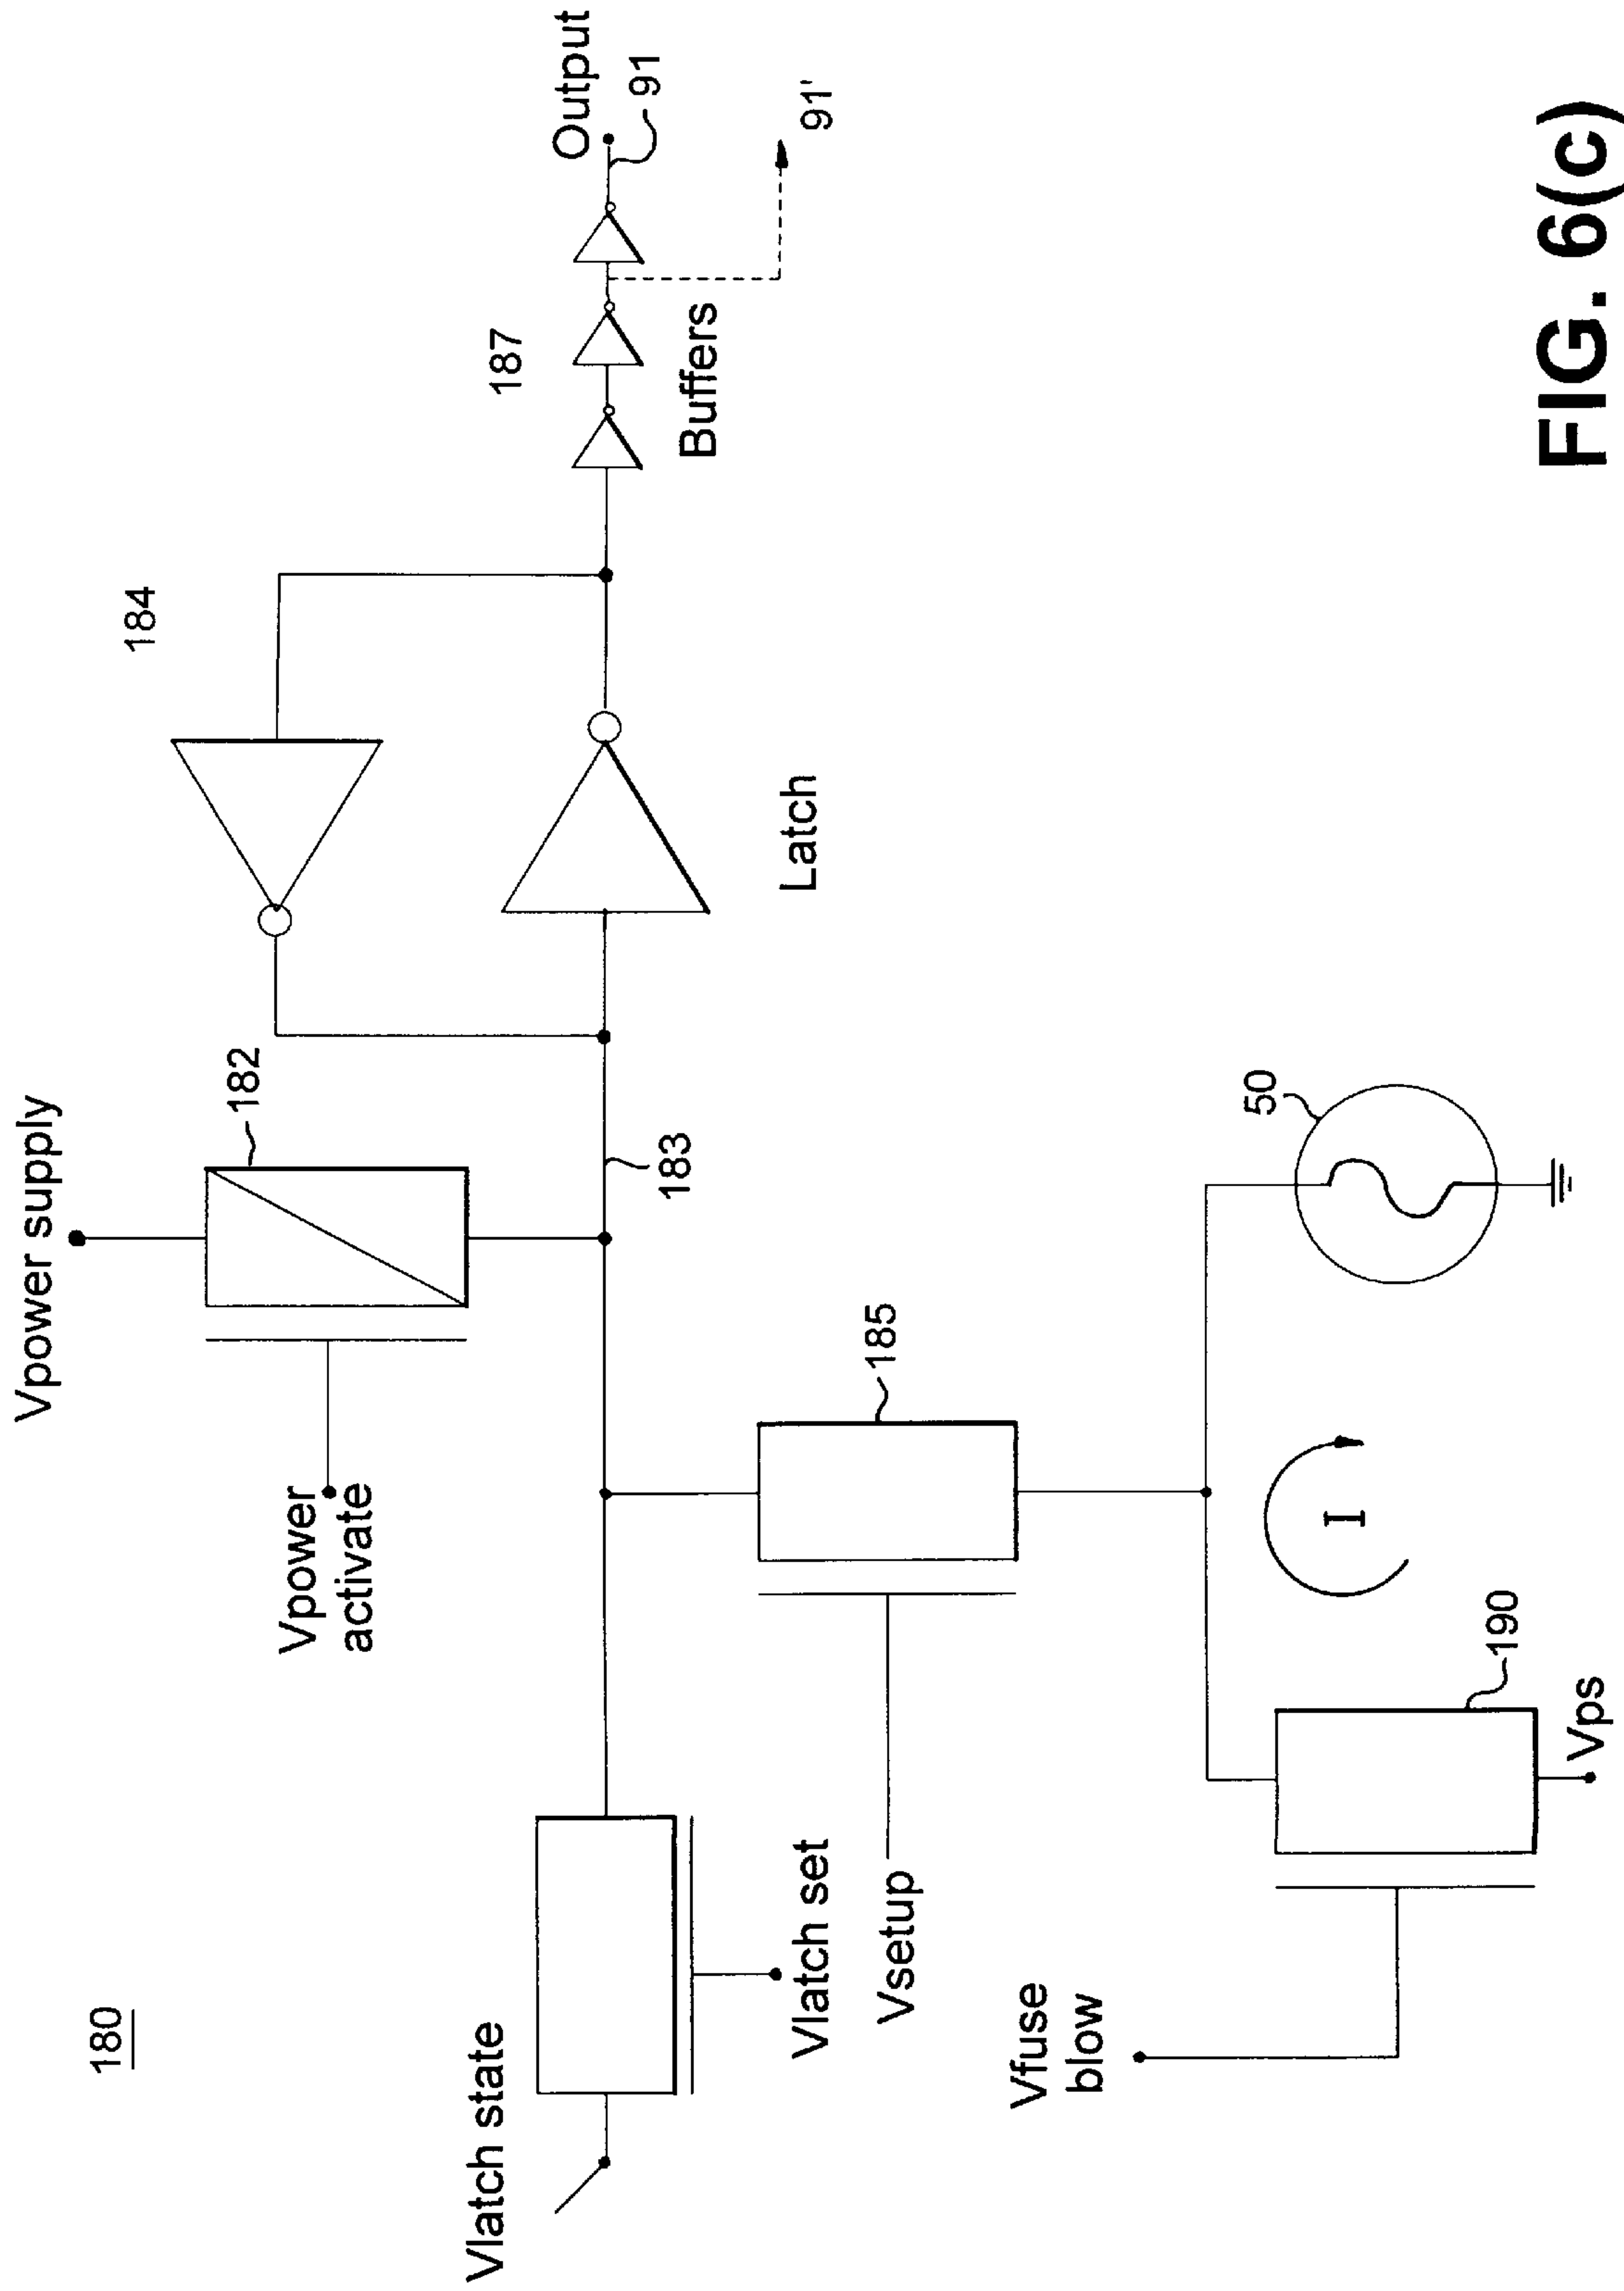 180
Vpower supply
182
184
Vpower
activate
183
187
Output
91
91'
Buffers
Latch
Vlatch state
Vlatch set
185
Vsetup
50
Vfuse
blow
I
190
Vps
FIG. 6(c)